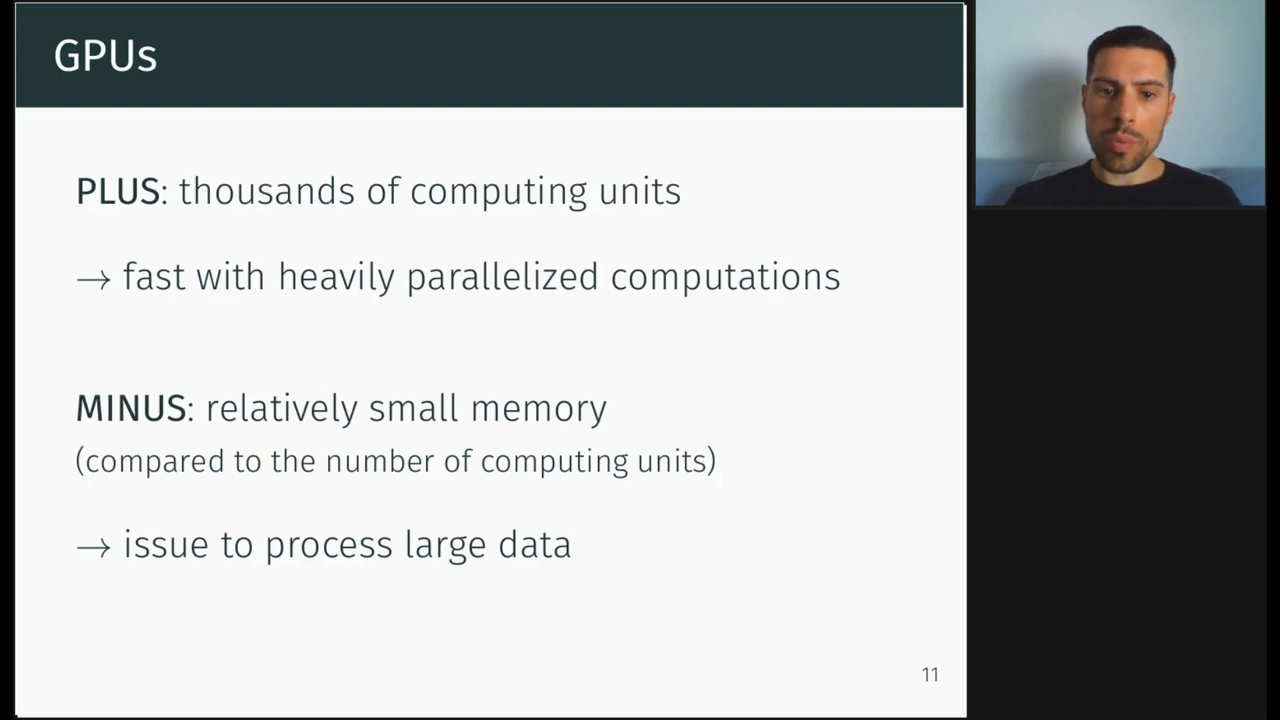 GPUs
PLUS: thousands of computing units
→ fast with heavily parallelized computations
MINUS: relatively small memory
(compared to the number of computing units)
→ issue to process large data
11